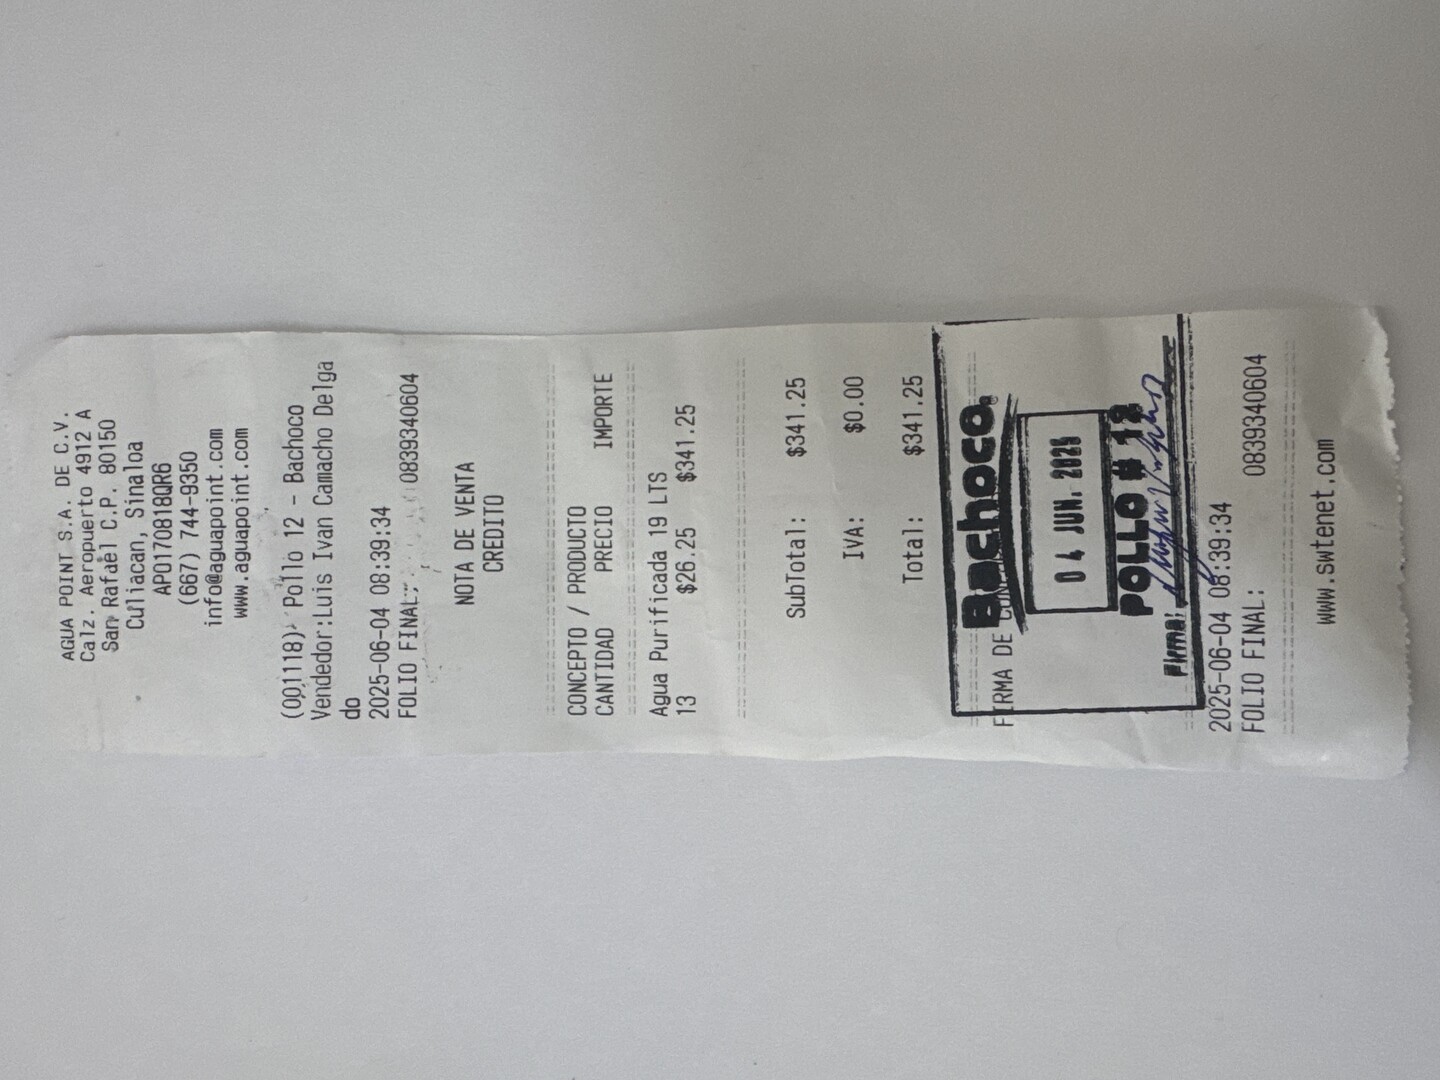 AGUA POINT S.A. DE C.V.
Calz. Aeropuerto 4912 A
San Rafael C.P. 80150
Culiacan, Sinaloa
APO170818QR6
(667) 744-9350
info@aguapoint.com
www.aguapoint.com
(001118) Pollo 12 - Bachoco
Vendedor:Luis Ivan Camacho Delga
do
2025-06-04 08:39:34
FOLIO FINAL: 0839340604
NOTA DE VENTA
CREDITO
CONCEPTO / PRODUCTO
CANTIDAD PRECIO IMPORTE
Agua Purificada 19 LTS
13 $26.25 $341.25
SubTotal: $341.25
IVA: $0.00
Total: $341.25
Bachoco
FIRMA DE
04 JUN. 2025
POLLO # 12
Firma:
2025-06-04 08:39:34
FOLIO FINAL: 0839340604
www.swtenet.com